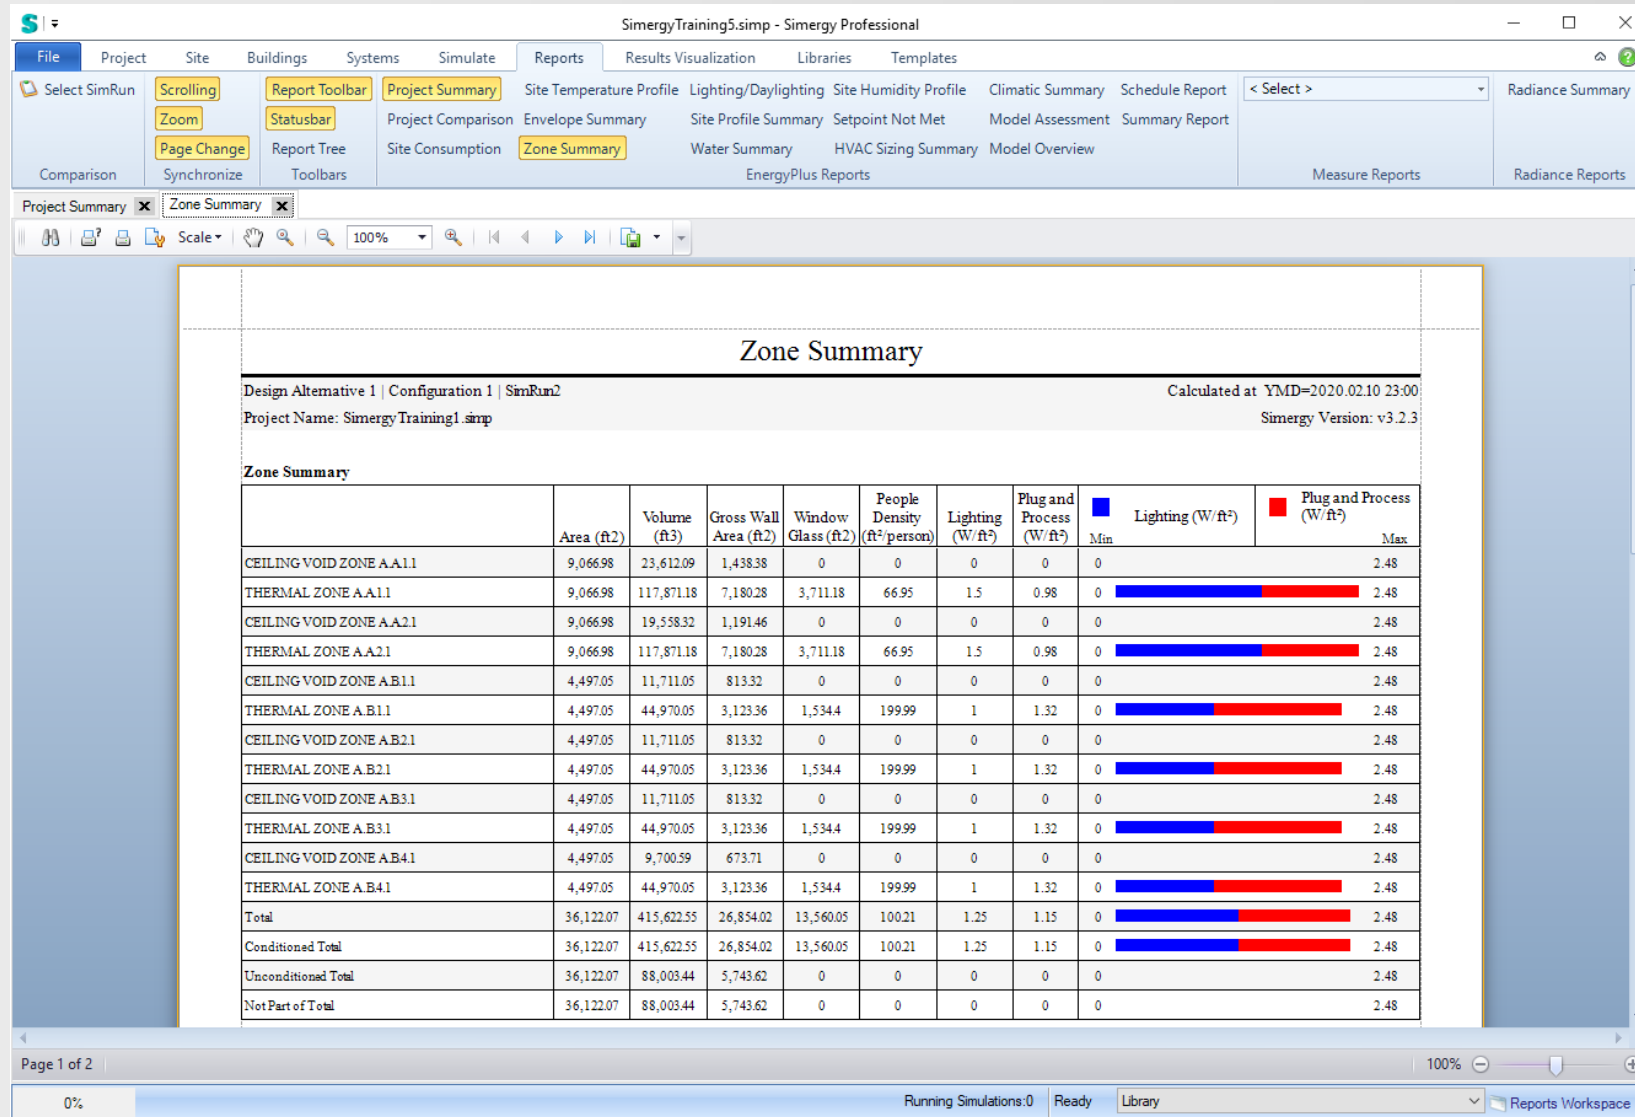 SimergyTraining5.simp - Simergy Professional
File Project Site Buildings Systems Simulate Reports Results Visualization Libraries Templates
Select SimRun Scrolling Report Toolbar Project Summary Site Temperature Profile Lighting/Daylighting Site Humidity Profile Climatic Summary Schedule Report < Select > Radiance Summary
Zoom Statusbar Project Comparison Envelope Summary Site Profile Summary Setpoint Not Met Model Assessment Summary Report
Page Change Report Tree Site Consumption Zone Summary Water Summary HVAC Sizing Summary Model Overview
Comparison Synchronize Toolbars EnergyPlus Reports Measure Reports Radiance Reports
Project Summary Zone Summary
Scale 100%
Zone Summary
Design Alternative 1 | Configuration 1 | SimRun2 Calculated at YMD=2020.02.10 23:00
Project Name: SimergyTraining1.simp Simergy Version: v3.2.3
Zone Summary
Area (ft2) Volume (ft3) Gross Wall Area (ft2) Window Glass (ft2) People Density (ft²/person) Lighting (W/ft²) Plug and Process (W/ft²) Lighting (W/ft²) Plug and Process (W/ft²)
Min Max
CEILING VOID ZONE A.A1.1 9,066.98 23,612.09 1,438.38 0 0 0 0 0 2.48
THERMAL ZONE A.A1.1 9,066.98 117,871.18 7,180.28 3,711.18 66.95 1.5 0.98 0 2.48
CEILING VOID ZONE A.A2.1 9,066.98 19,558.32 1,191.46 0 0 0 0 0 2.48
THERMAL ZONE A.A2.1 9,066.98 117,871.18 7,180.28 3,711.18 66.95 1.5 0.98 0 2.48
CEILING VOID ZONE A.B1.1 4,497.05 11,711.05 813.32 0 0 0 0 0 2.48
THERMAL ZONE A.B1.1 4,497.05 44,970.05 3,123.36 1,534.4 199.99 1 1.32 0 2.48
CEILING VOID ZONE A.B2.1 4,497.05 11,711.05 813.32 0 0 0 0 0 2.48
THERMAL ZONE A.B2.1 4,497.05 44,970.05 3,123.36 1,534.4 199.99 1 1.32 0 2.48
CEILING VOID ZONE A.B3.1 4,497.05 11,711.05 813.32 0 0 0 0 0 2.48
THERMAL ZONE A.B3.1 4,497.05 44,970.05 3,123.36 1,534.4 199.99 1 1.32 0 2.48
CEILING VOID ZONE A.B4.1 4,497.05 9,700.59 673.71 0 0 0 0 0 2.48
THERMAL ZONE A.B4.1 4,497.05 44,970.05 3,123.36 1,534.4 199.99 1 1.32 0 2.48
Total 36,122.07 415,622.55 26,854.02 13,560.05 100.21 1.25 1.15 0 2.48
Conditioned Total 36,122.07 415,622.55 26,854.02 13,560.05 100.21 1.25 1.15 0 2.48
Unconditioned Total 36,122.07 88,003.44 5,743.62 0 0 0 0 0 2.48
Not Part of Total 36,122.07 88,003.44 5,743.62 0 0 0 0 0 2.48
Page 1 of 2 100%
0% Running Simulations:0 Ready Library Reports Workspace